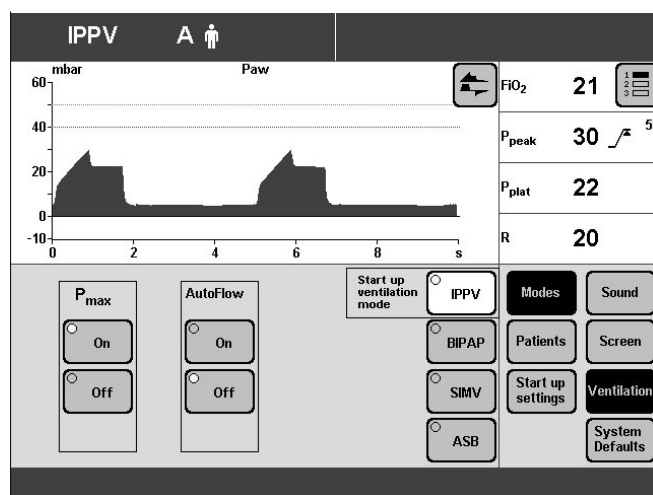 IPPV A
mbar Paw
60
40
20
0
-10
0 2 4 6 8 s
FiO2 21
1
2
3
Ppeak 30 5
Pplat 22
R 20
Pmax
On
Off
AutoFlow
On
Off
Start up
ventilation
mode
IPPV
BIPAP
SIMV
ASB
Modes Sound
Patients Screen
Start up
settings
Ventilation
System
Defaults